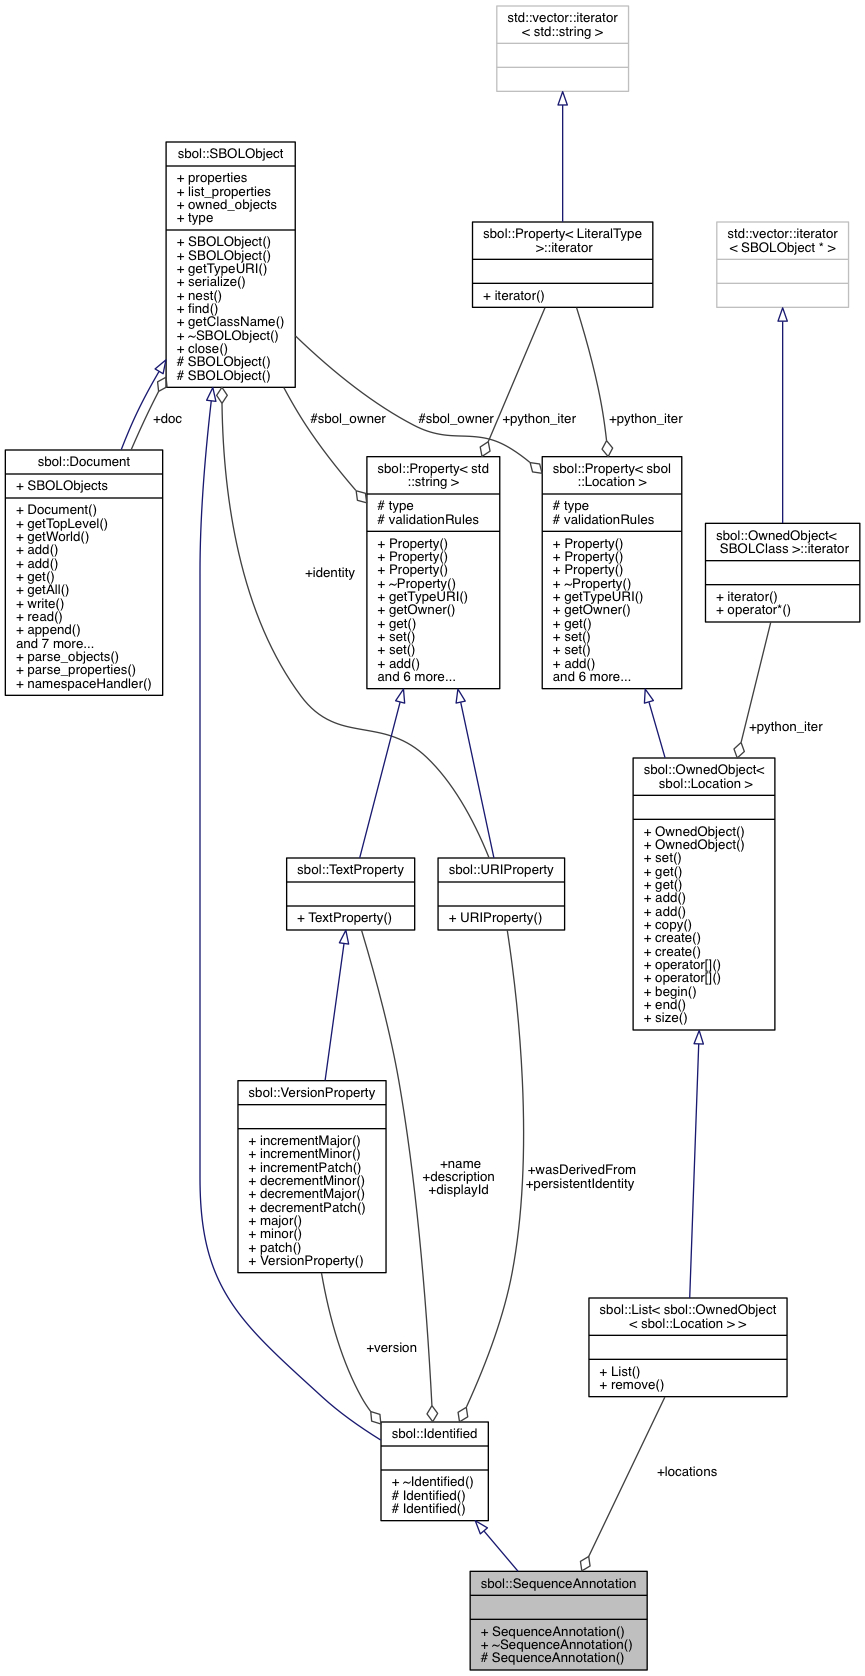 std::vector::iterator
< std::string >
sbol::SBOLObject
+ properties
+ list_properties
+ owned_objects
+ type
+ SBOLObject()
+ SBOLObject()
+ getTypeURI()
+ serialize()
+ nest()
+ find()
+ getClassName()
+ ~SBOLObject()
+ close()
# SBOLObject()
# SBOLObject()
sbol::Property< LiteralType
>::iterator
+ iterator()
std::vector::iterator
< SBOLObject * >
+doc
#sbol_owner
#sbol_owner
+python_iter
+python_iter
sbol::Document
+ SBOLObjects
+ Document()
+ getTopLevel()
+ getWorld()
+ add()
+ add()
+ get()
+ getAll()
+ write()
+ read()
+ append()
and 7 more...
+ parse_objects()
+ parse_properties()
+ namespaceHandler()
+identity
sbol::Property< std
::string >
# type
# validationRules
+ Property()
+ Property()
+ Property()
+ ~Property()
+ getTypeURI()
+ getOwner()
+ get()
+ set()
+ set()
+ add()
and 6 more...
sbol::Property< sbol
::Location >
# type
# validationRules
+ Property()
+ Property()
+ Property()
+ ~Property()
+ getTypeURI()
+ getOwner()
+ get()
+ set()
+ set()
+ add()
and 6 more...
sbol::OwnedObject<
SBOLClass >::iterator
+ iterator()
+ operator*()
+python_iter
sbol::OwnedObject<
sbol::Location >
+ OwnedObject()
+ OwnedObject()
+ set()
+ get()
+ get()
+ add()
+ add()
+ copy()
+ create()
+ create()
+ operator[]()
+ operator[]()
+ begin()
+ end()
+ size()
sbol::TextProperty
+ TextProperty()
sbol::URIProperty
+ URIProperty()
sbol::VersionProperty
+ incrementMajor()
+ incrementMinor()
+ incrementPatch()
+ decrementMinor()
+ decrementMajor()
+ decrementPatch()
+ major()
+ minor()
+ patch()
+ VersionProperty()
+name
+description
+displayId
+wasDerivedFrom
+persistentIdentity
+version
sbol::List< sbol::OwnedObject
< sbol::Location > >
+ List()
+ remove()
sbol::Identified
+ ~Identified()
# Identified()
# Identified()
+locations
sbol::SequenceAnnotation
+ SequenceAnnotation()
+ ~SequenceAnnotation()
# SequenceAnnotation()